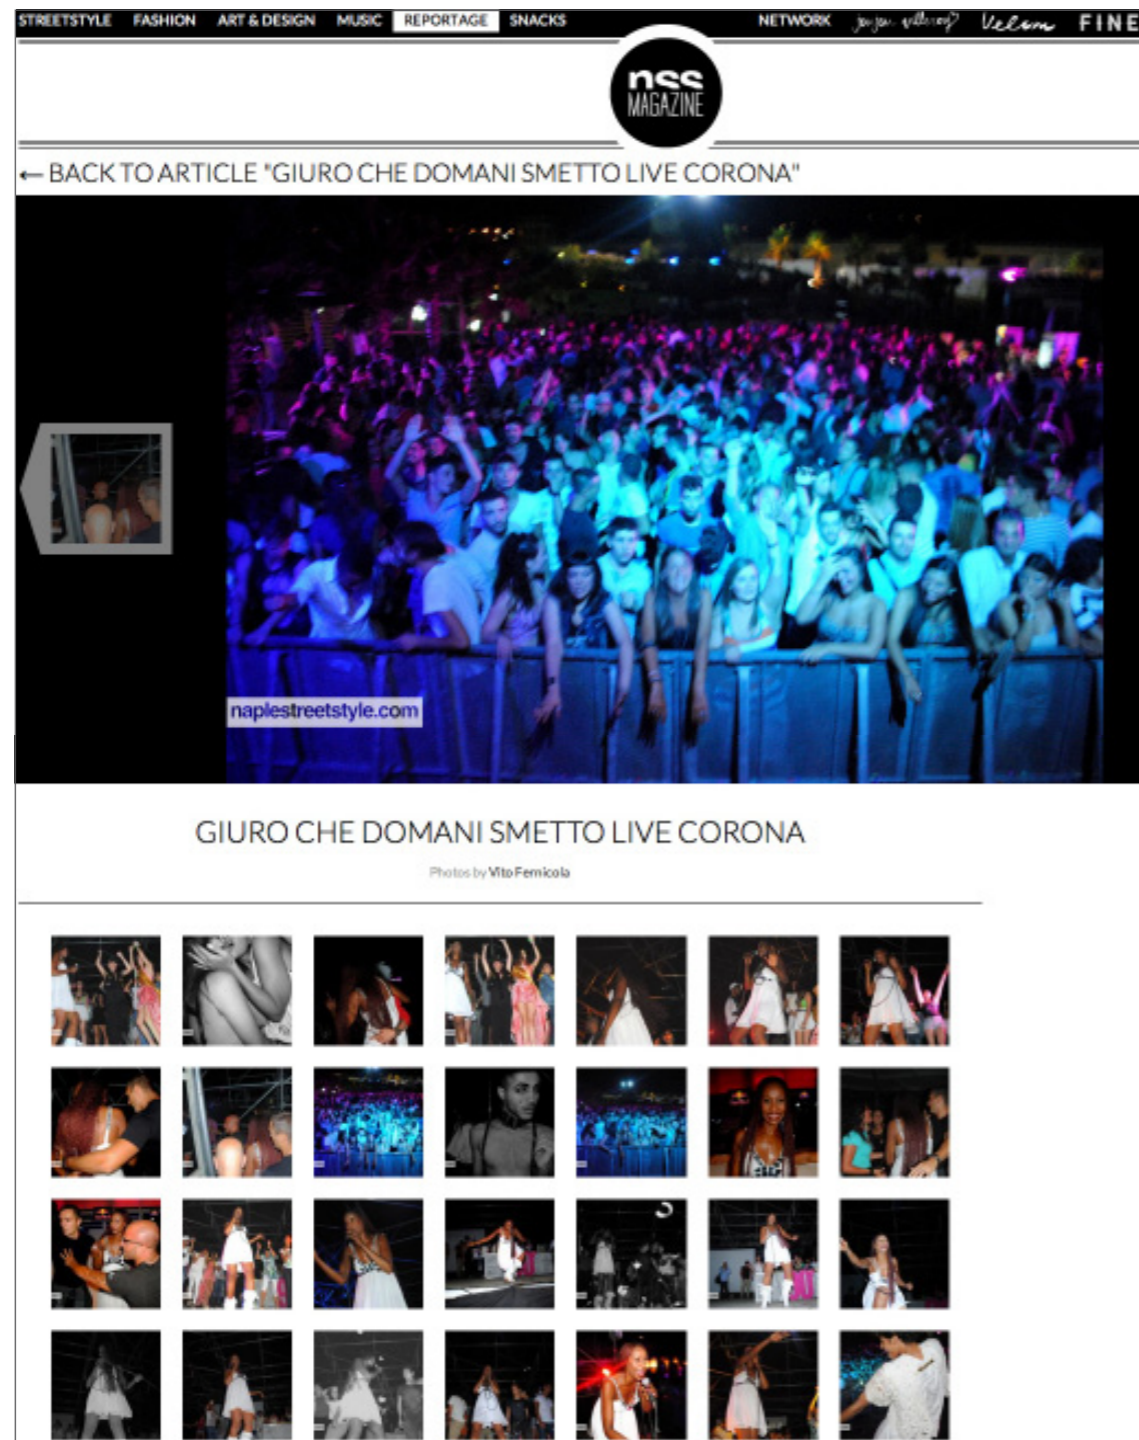 STREETSTYLE FASHION ART & DESIGN MUSIC REPORTAGE SNACKS NETWORK Velvm FINE
nss
MAGAZINE
← BACK TO ARTICLE "GIURO CHE DOMANI SMETTO LIVE CORONA"
naplestreetstyle.com
GIURO CHE DOMANI SMETTO LIVE CORONA
Photos by Vito Fernicola